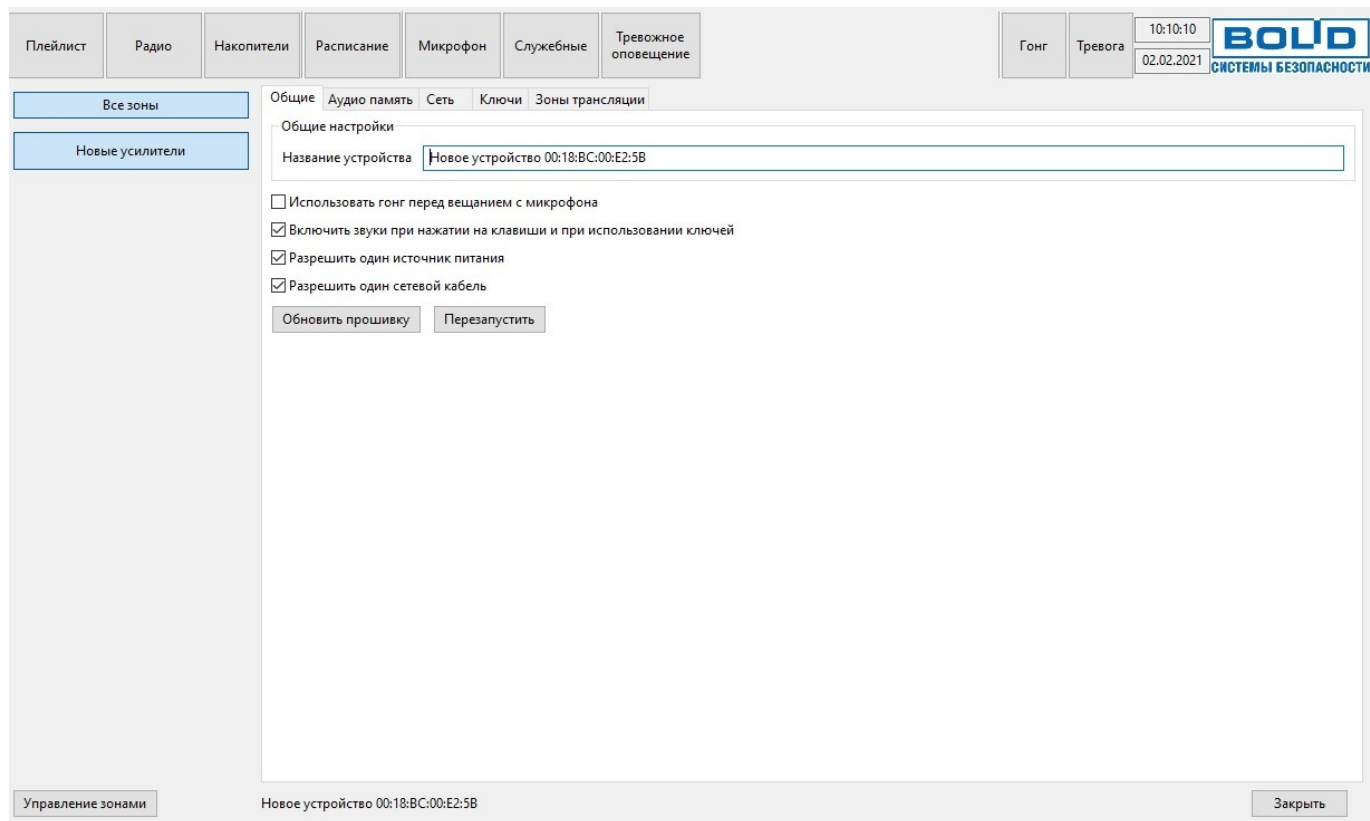 Плейлист
Радио
Накопители
Расписание
Микрофон
Служебные
Тревожное
оповещение
Гонг
Тревога
10:10:10
02.02.2021
BOLID
СИСТЕМЫ БЕЗОПАСНОСТИ
Все зоны
Новые усилители
Общие
Аудио память
Сеть
Ключи
Зоны трансляции
Общие настройки
Название устройства
Новое устройство 00:18:BC:00:E2:5B
Использовать гонг перед вещанием с микрофона
Включить звуки при нажатии на клавиши и при использовании ключей
Разрешить один источник питания
Разрешить один сетевой кабель
Обновить прошивку
Перезапустить
Управление зонами
Новое устройство 00:18:BC:00:E2:5B
Закрыть